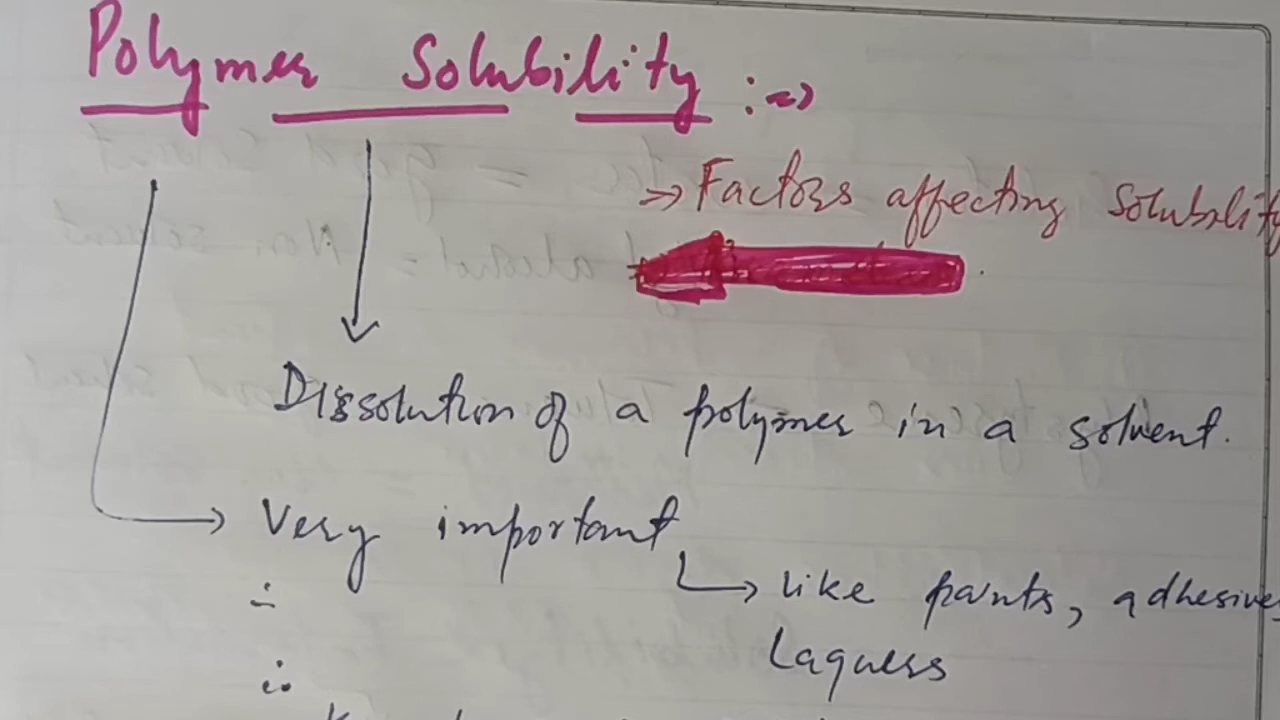 Polymer Solubility :⇒
⇒ Factors affecting Solubility
Dissolution of a polymer in a solvent.
→ Very important
→ like paints, adhesives,
Laquers